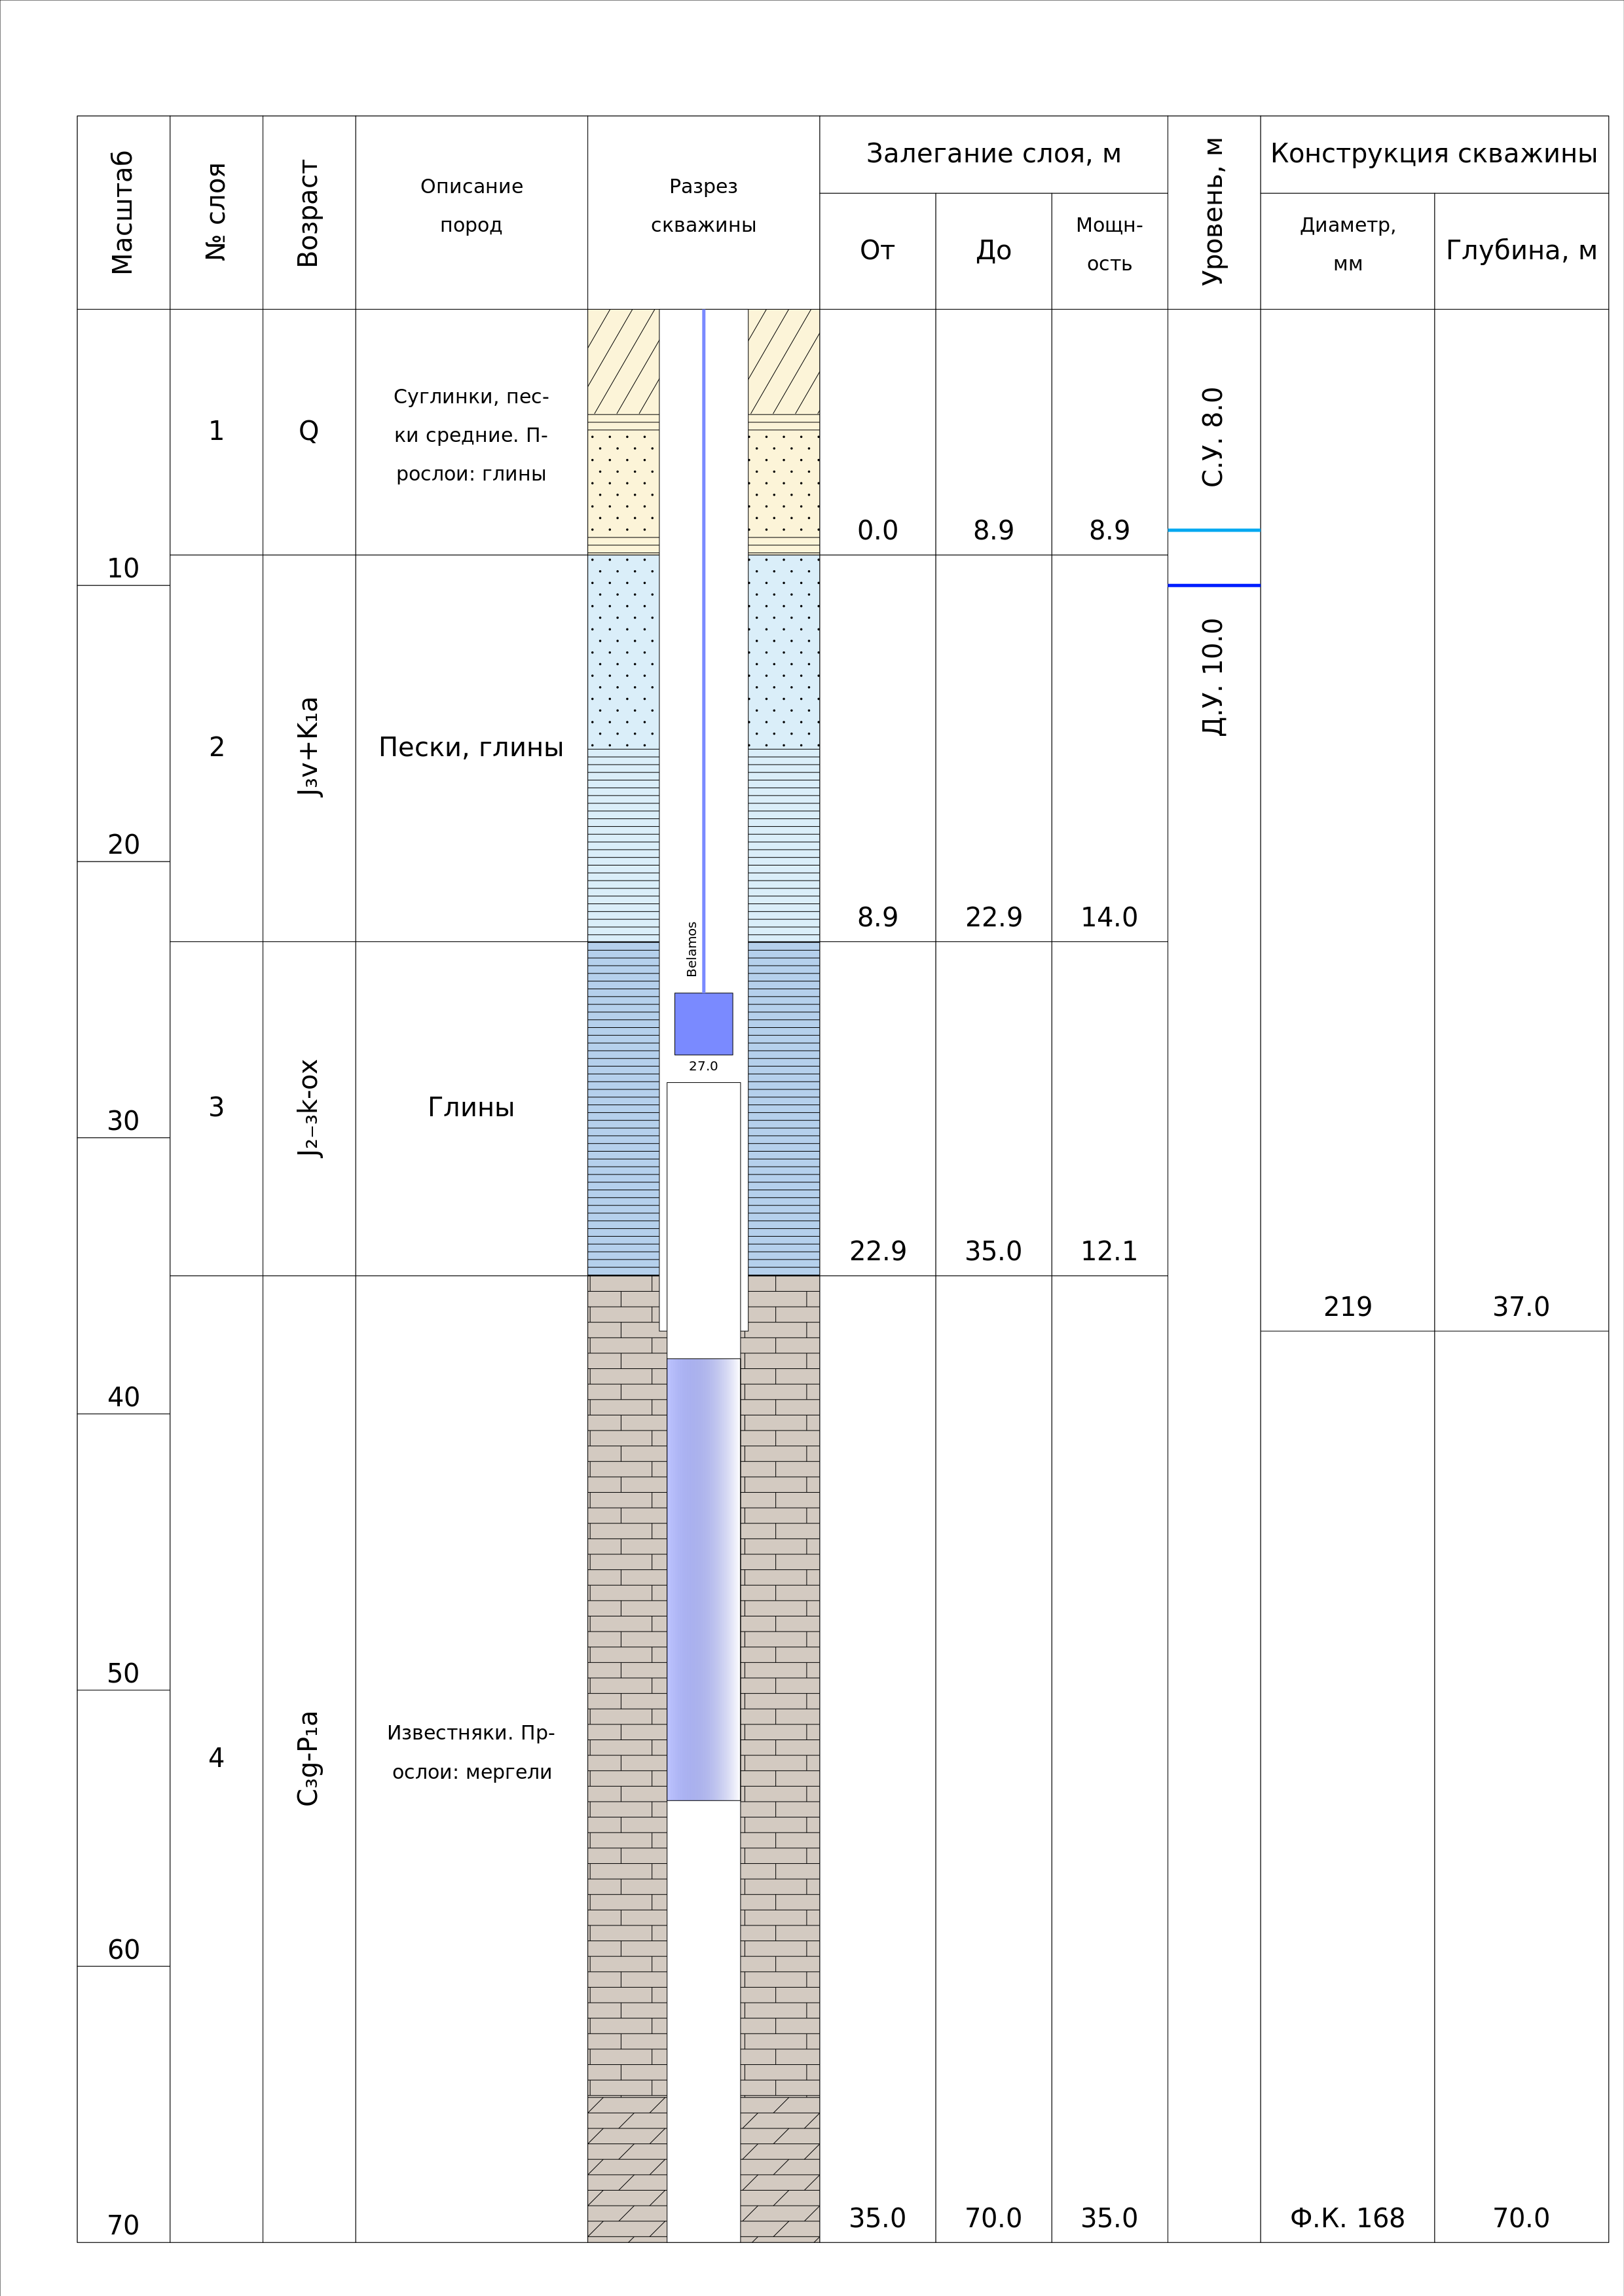 Масштаб
№ слоя
Возраст
Описание
пород
Разрез
скважины
Залегание слоя, м
От
До
Мощн-
ость
Уровень, м
Конструкция скважины
Диаметр,
мм
Глубина, м
1
Q
Суглинки, пес-
ки средние. П-
рослои: глины
0.0
8.9
8.9
С.У. 8.0
10
Д.У. 10.0
2
J₃v+K₁a
Пески, глины
20
8.9
22.9
14.0
Belamos
27.0
3
J₂₋₃k-ox
Глины
30
22.9
35.0
12.1
219
37.0
40
50
4
C₃g-P₁a
Известняки. Пр-
ослои: мергели
60
70
35.0
70.0
35.0
Ф.К. 168
70.0